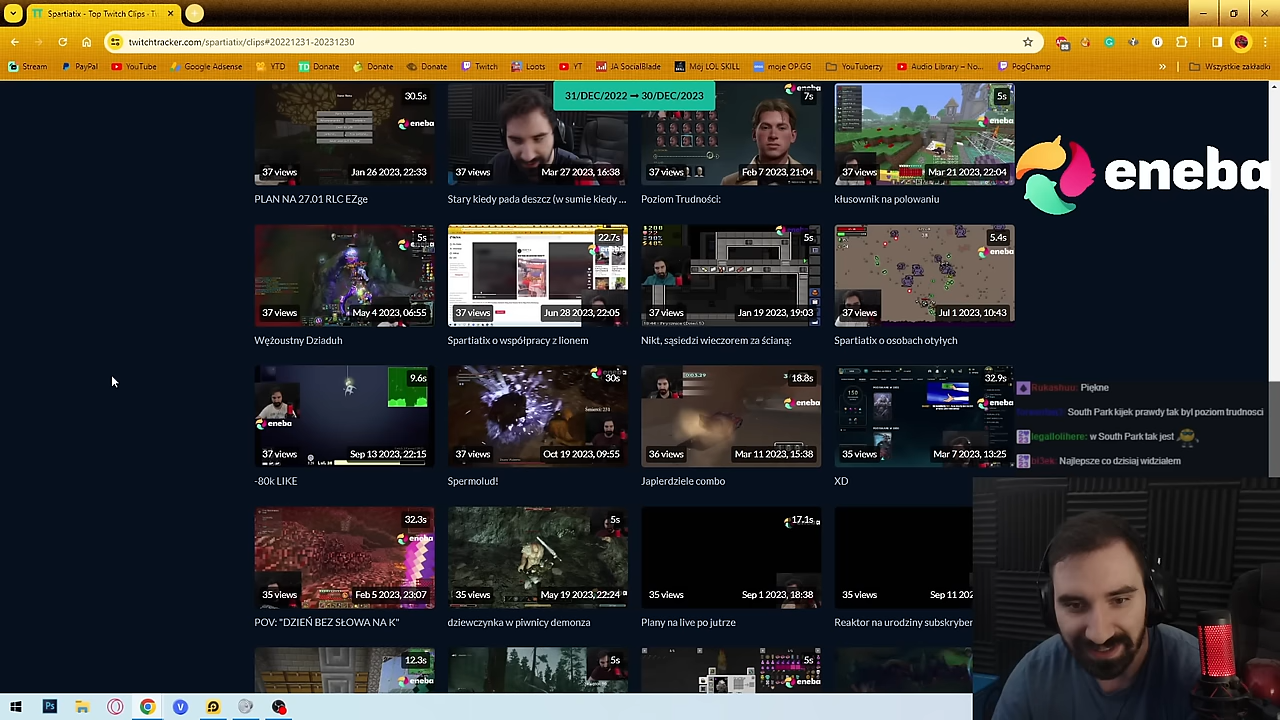 Spartiatix - Top Twitch Clips - Tw
twitchtracker.com/spartiatix/clips#20221231-20231230
Stream PayPal YouTube Google Adsense YTD Donate Donate Donate Twitch Loots YT JA SocialBlade Mój LOL SKILL moje OP.GG YouTuberzy Audio Library – No... PogChamp Wszystkie zakładki
31/DEC/2022 → 30/DEC/2023
30.5s
7s
5s
eneba
37 views Jan 26 2023, 22:33
37 views Mar 27 2023, 16:38
37 views Feb 7 2023, 21:04
37 views Mar 21 2023, 22:04
PLAN NA 27.01 RLC EZge
Stary kiedy pada deszcz (w sumie kiedy ...
Poziom Trudności:
kłusownik na polowaniu
22.7s
5s
5.4s
37 views May 4 2023, 06:55
37 views Jun 28 2023, 22:05
37 views Jan 19 2023, 19:03
37 views Jul 1 2023, 10:43
Wężoustny Dziaduh
Spartiatix o współpracy z lionem
Nikt, sąsiedzi wieczorem za ścianą:
Spartiatix o osobach otyłych
9.6s
30s
18.8s
32.9s
37 views Sep 13 2023, 22:15
37 views Oct 19 2023, 09:35
36 views Mar 11 2023, 15:38
35 views Mar 7 2023, 13:25
-80k LIKE
Spermolud!
Japierdziele combo
XD
Rukashuu: Piękne
South Park kijek prawdy tak był poziom trudnosci
legallolihere: w South Park tak jest
Najlepsze co dzisiaj widziałem
32.3s
5s
17.1s
35 views Feb 5 2023, 23:07
35 views May 19 2023, 22:24
35 views Sep 1 2023, 18:38
35 views Sep 11 202
POV: "DZIEŃ BEZ SŁOWA NA K"
dziewczynka w piwnicy demonza
Plany na live po jutrze
Reaktor na urodziny subskryber
12.3s
5s
5s